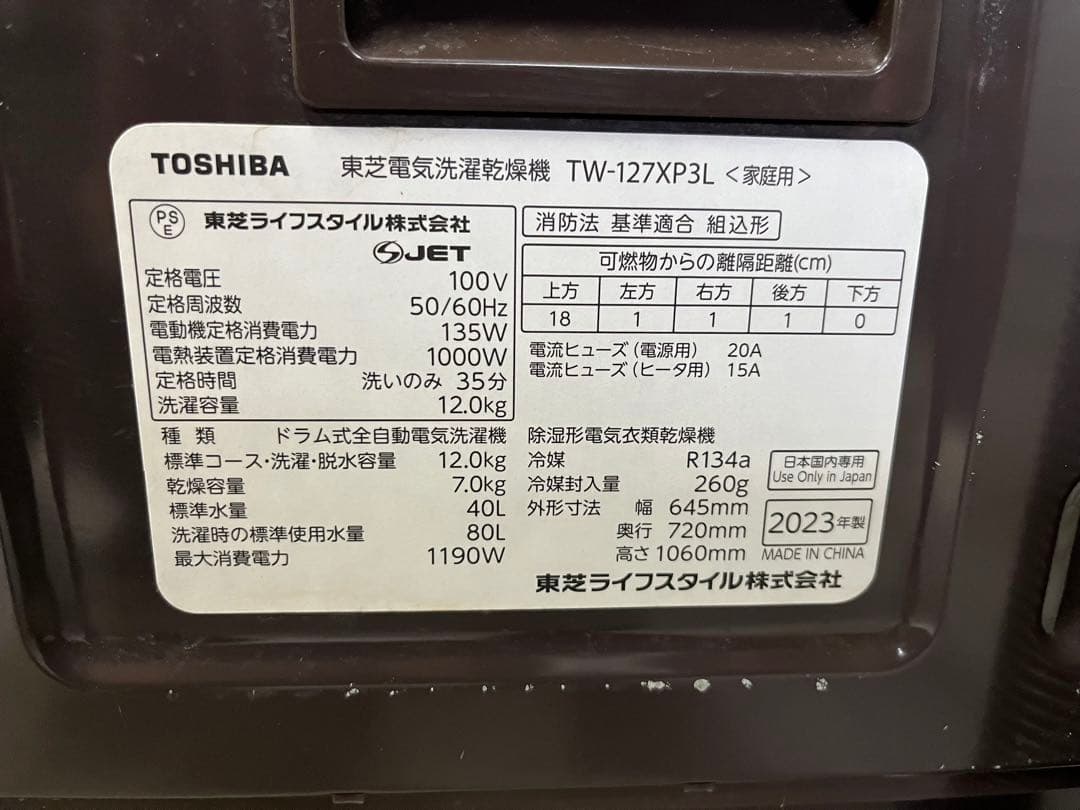 TOSHIBA 東芝電気洗濯乾燥機 TW-127XP3L <家庭用>
PSE 東芝ライフスタイル株式会社
JET
定格電圧 100V
定格周波数 50/60Hz
電動機定格消費電力 135W
電熱装置定格消費電力 1000W
定格時間 洗いのみ 35分
洗濯容量 12.0kg
消防法 基準適合 組込形
可燃物からの離隔距離(cm)
上方 左方 右方 後方 下方
18 1 1 1 0
電流ヒューズ(電源用) 20A
電流ヒューズ(ヒータ用) 15A
種類 ドラム式全自動電気洗濯機
標準コース・洗濯・脱水容量 12.0kg
乾燥容量 7.0kg
標準水量 40L
洗濯時の標準使用水量 80L
最大消費電力 1190W
除湿形電気衣類乾燥機
冷媒 R134a
冷媒封入量 260g
外形寸法 幅 645mm
奥行 720mm
高さ 1060mm
日本国内専用
Use Only in Japan
2023年製
MADE IN CHINA
東芝ライフスタイル株式会社